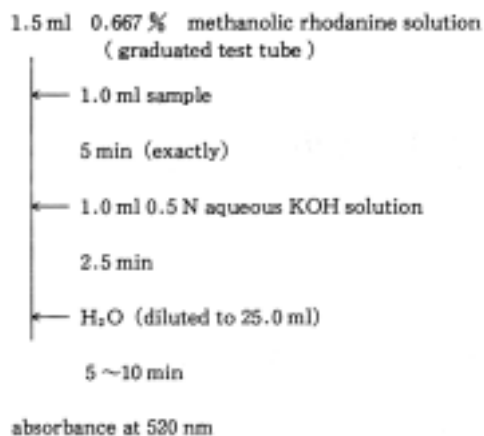 1.5 ml 0.667 % methanolic rhodanine solution
( graduated test tube )
1.0 ml sample
5 min (exactly)
1.0 ml 0.5 N aqueous KOH solution
2.5 min
H₂O (diluted to 25.0 ml)
5 ～10 min
absorbance at 520 nm